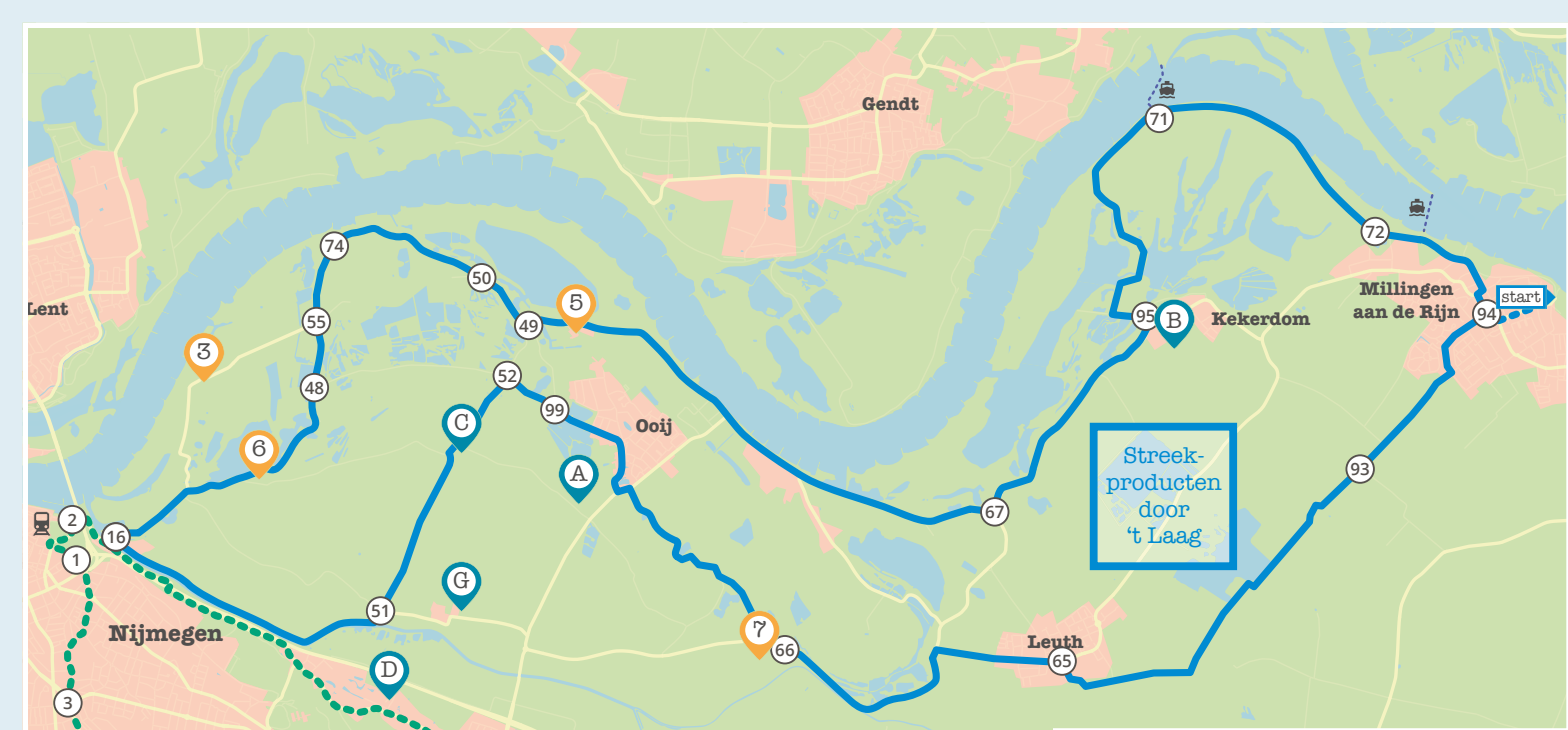 Gendt
71
72
74
50
5
55
49
3
48
52
99
C
6
Ooij
A
Lent
95
B
Kekerdom
Millingen
aan de Rijn
94
start
Streek-
producten
door
‘t Laag
93
67
2
16
1
Nijmegen
51
G
D
3
7
66
Leuth
65